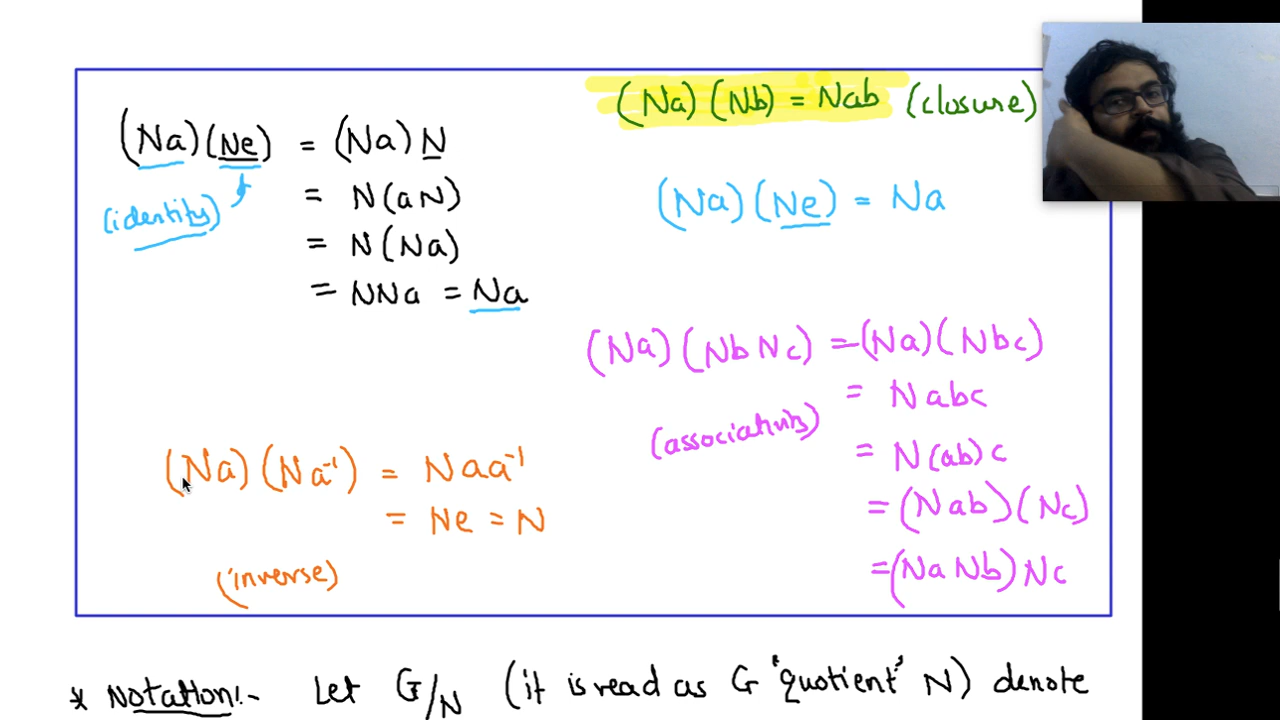 (Na)(Nb) = Nab (closure)
(Na)(Ne) = (Na)N
= N(aN)
(identity)
= N(Na)
= NNa = Na
(Na)(Ne) = Na
(Na)(NbNc) = (Na)(Nbc)
= Nabc
(associativity)
= N(ab)c
= (Nab)(Nc)
= (NaNb)Nc
(Na)(Na⁻¹) = Naa⁻¹
= Ne = N
(inverse)
* Notation:- Let G/N (it is read as G 'quotient' N) denote